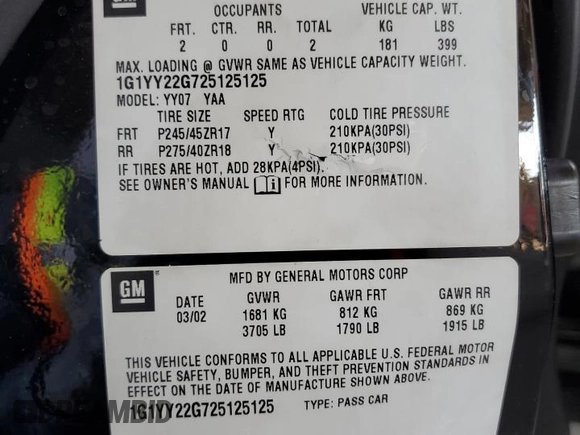 GM
OCCUPANTS VEHICLE CAP. WT.
FRT. CTR. RR. TOTAL KG LBS
2 0 0 2 181 399
MAX. LOADING @ GVWR SAME AS VEHICLE CAPACITY WEIGHT.
1G1YY22G725125125
MODEL: YY07 YAA
TIRE SIZE SPEED RTG COLD TIRE PRESSURE
FRT P245/45ZR17 Y 210KPA(30PSI)
RR P275/40ZR18 Y 210KPA(30PSI)
IF TIRES ARE HOT, ADD 28KPA(4PSI).
SEE OWNER'S MANUAL FOR MORE INFORMATION.
GM
MFD BY GENERAL MOTORS CORP
DATE GVWR GAWR FRT GAWR RR
03/02 1681 KG 812 KG 869 KG
3705 LB 1790 LB 1915 LB
THIS VEHICLE CONFORMS TO ALL APPLICABLE U.S. FEDERAL MOTOR
VEHICLE SAFETY, BUMPER, AND THEFT PREVENTION STANDARDS IN
EFFECT ON THE DATE OF MANUFACTURE SHOWN ABOVE.
1G1YY22G725125125 TYPE: PASS CAR